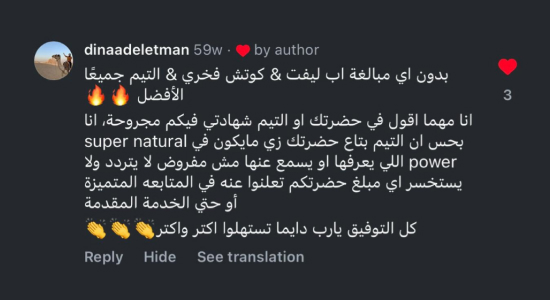 dinaadeletman 59w · ❤️ by author
بدون اي مبالغة اب ليفت & كوتش فخري & التيم جميعًا
الأفضل 🔥 🔥
3
انا مهما اقول في حضرتك او التيم شهادتي فيكم مجروحة، انا
بحس ان التيم بتاع حضرتك زي مايكون في super natural
power اللي يعرفها او يسمع عنها مش مفروض لا يتردد ولا
يستخسر اي مبلغ حضرتكم تعلنوا عنه في المتابعه المتميزة
أو حتي الخدمة المقدمة
كل التوفيق يارب دايما تستهلوا اكتر واكتر👏 👏 👏
Reply Hide See translation